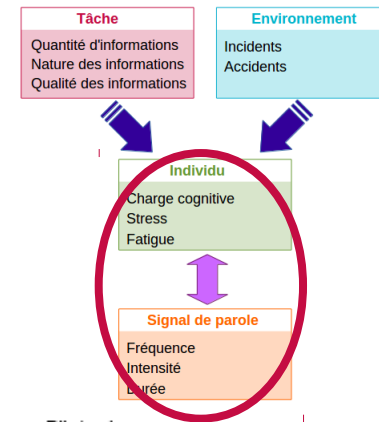 Tâche
Quantité d'informations
Nature des informations
Qualité des informations
Environnement
Incidents
Accidents
Individu
Charge cognitive
Stress
Fatigue
Signal de parole
Fréquence
Intensité
Durée